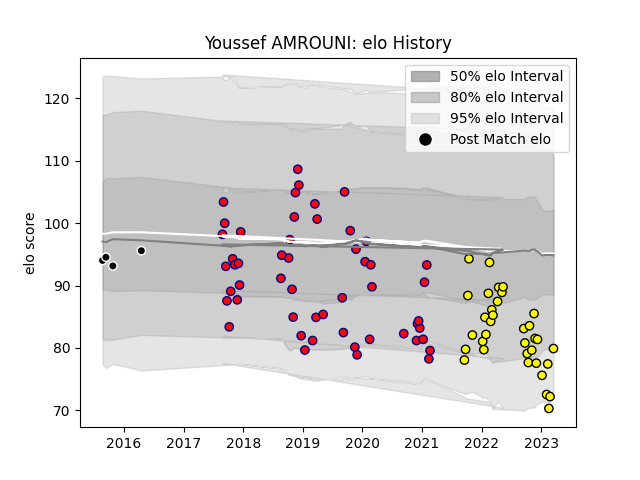 Youssef AMROUNI: elo History
50% elo Interval
80% elo Interval
95% elo Interval
Post Match elo
elo score
120
110
100
90
80
70
2016 2017 2018 2019 2020 2021 2022 2023